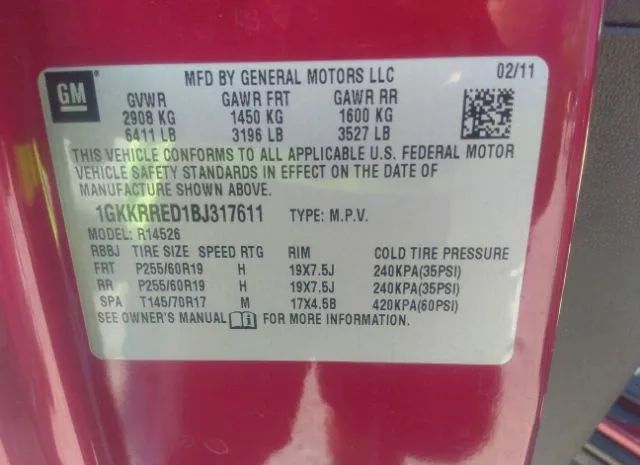 GM
MFD BY GENERAL MOTORS LLC 02/11
GVWR GAWR FRT GAWR RR
2908 KG 1450 KG 1600 KG
6411 LB 3196 LB 3527 LB
THIS VEHICLE CONFORMS TO ALL APPLICABLE U.S. FEDERAL MOTOR
VEHICLE SAFETY STANDARDS IN EFFECT ON THE DATE OF
MANUFACTURE SHOWN ABOVE.
1GKKRRED1BJ317611 TYPE: M.P.V.
MODEL: R14526
RBBJ TIRE SIZE SPEED RTG RIM COLD TIRE PRESSURE
FRT P255/60R19 H 19X7.5J 240KPA(35PSI)
RR P255/60R19 H 19X7.5J 240KPA(35PSI)
SPA T145/70R17 M 17X4.5B 420KPA(60PSI)
SEE OWNER'S MANUAL FOR MORE INFORMATION.